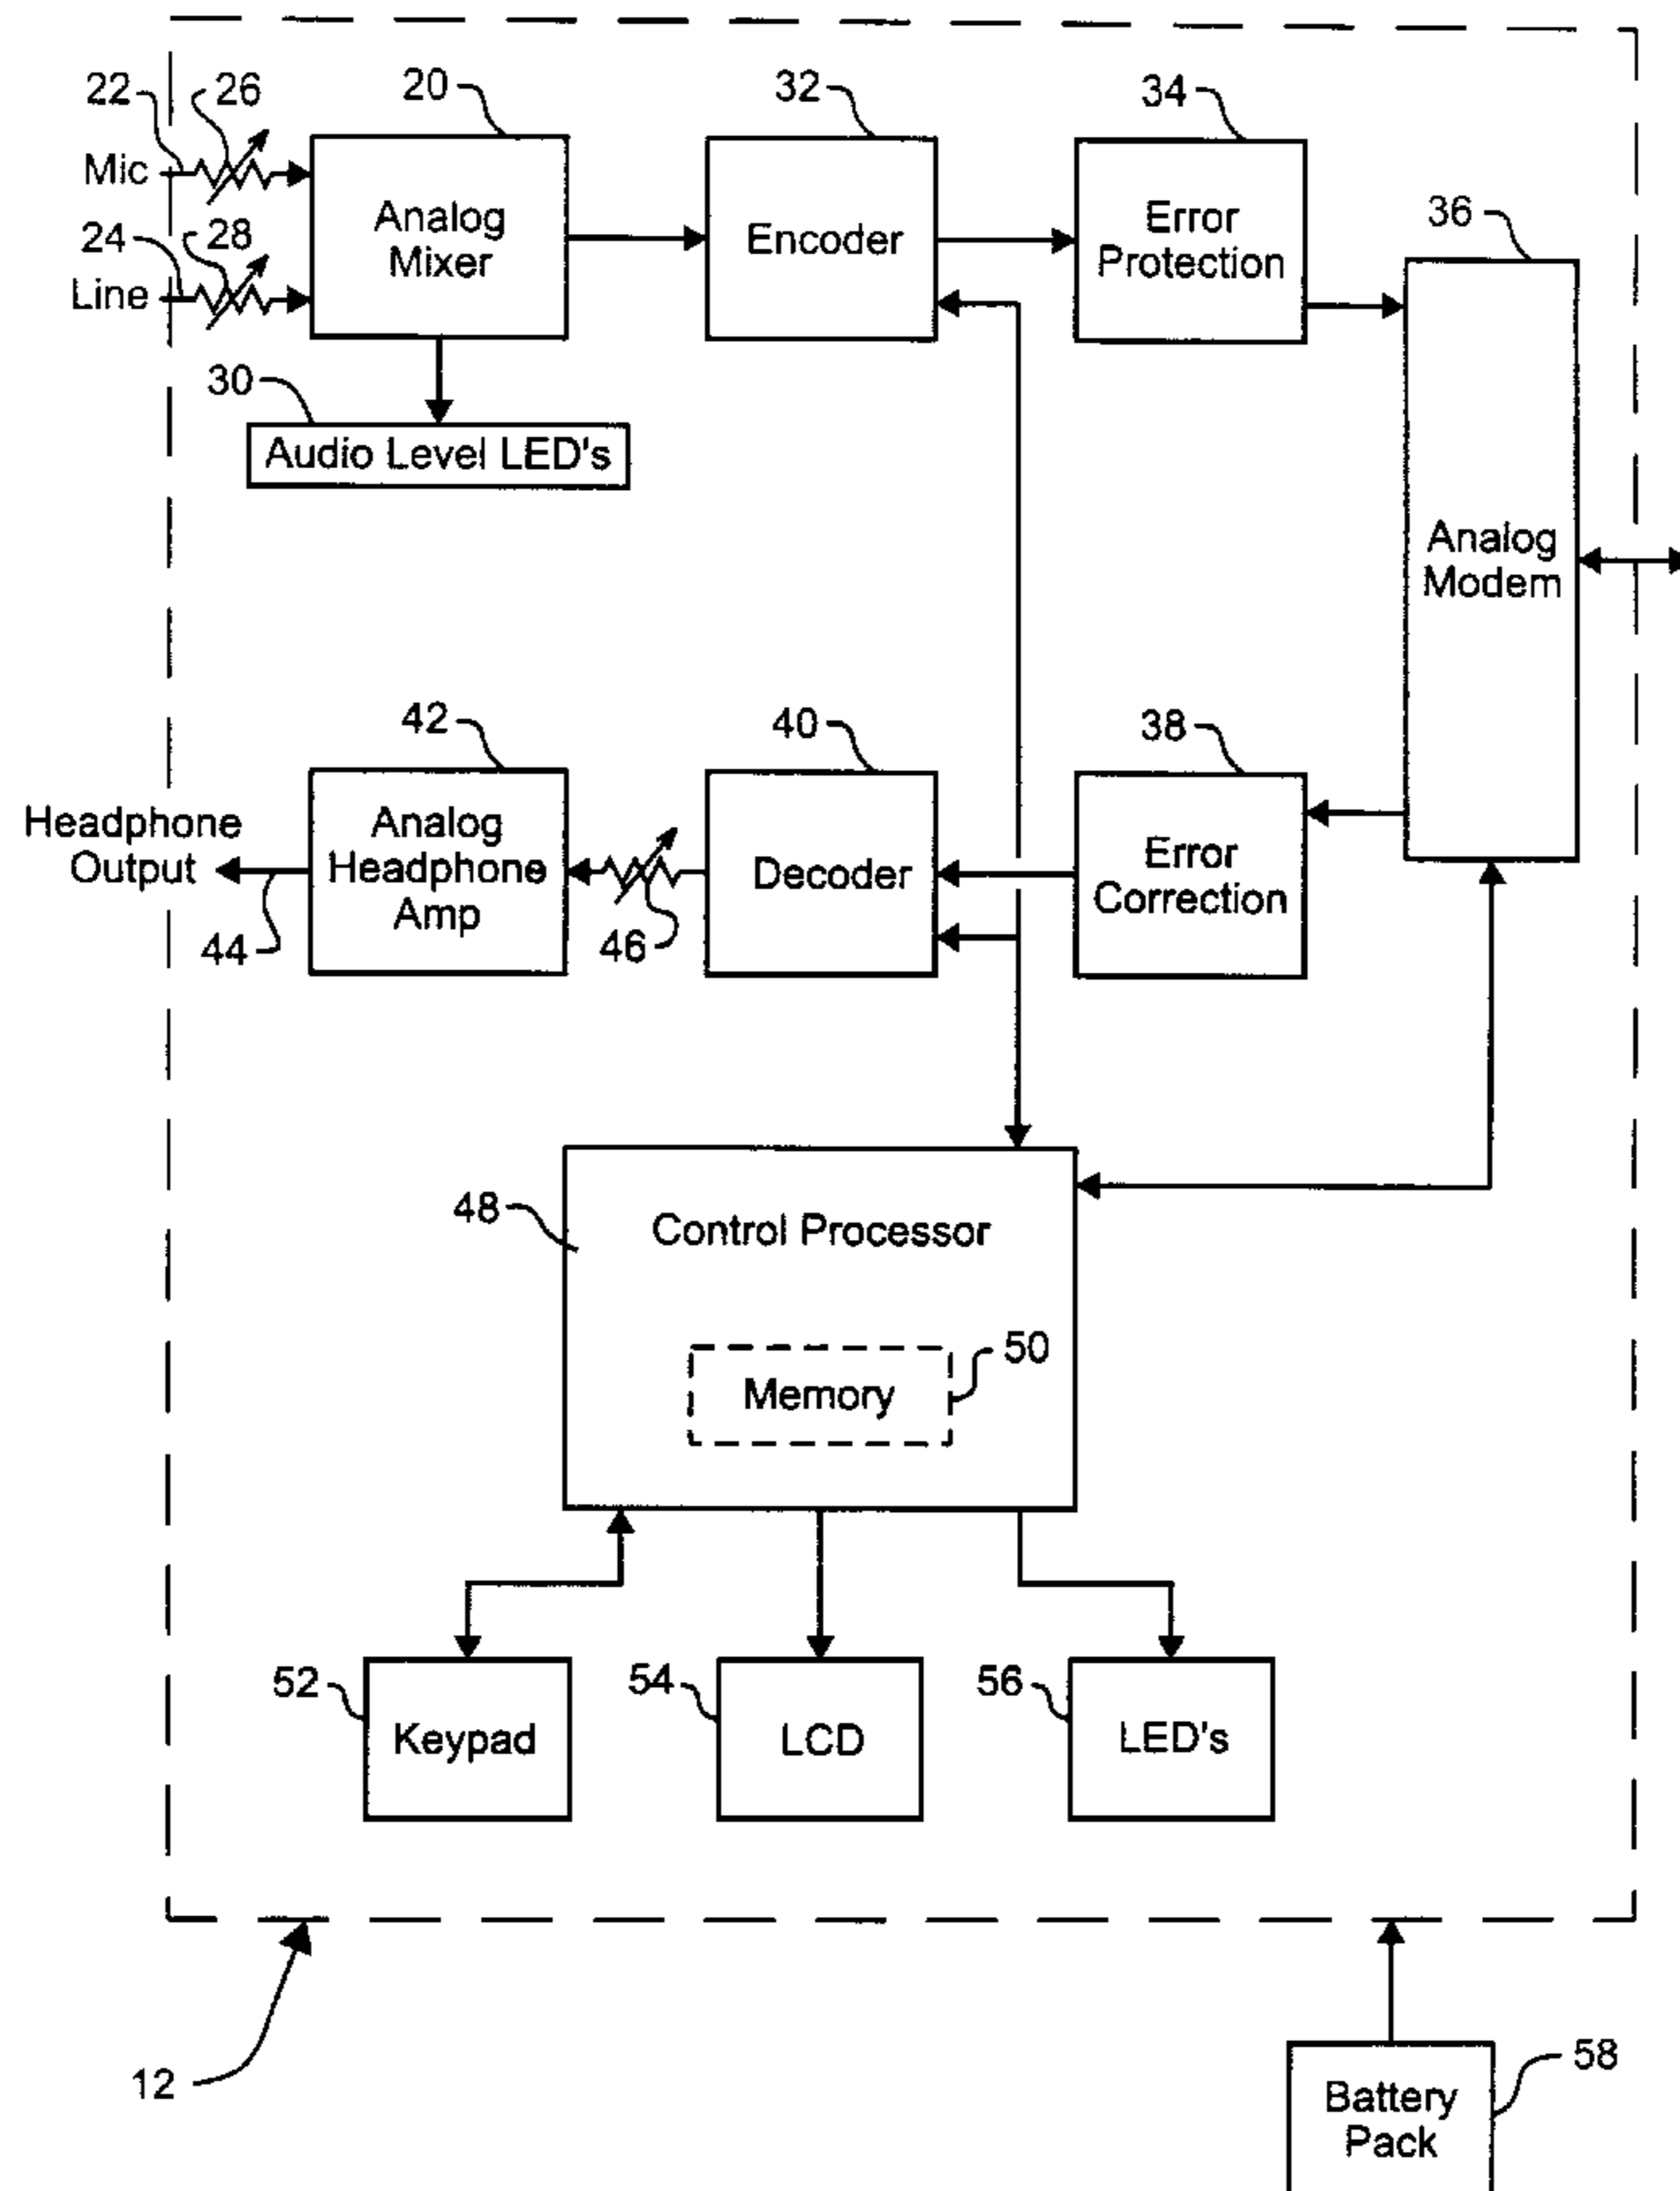 22
26
20
32
34
Mic
Analog
Mixer
Encoder
Error
Protection
36
24
28
Line
30
Audio Level LED's
Analog
Modem
42
40
38
Headphone
Output
Analog
Headphone
Amp
Decoder
Error
Correction
44
46
48
Control Processor
50
Memory
52
54
56
Keypad
LCD
LED's
12
58
Battery
Pack